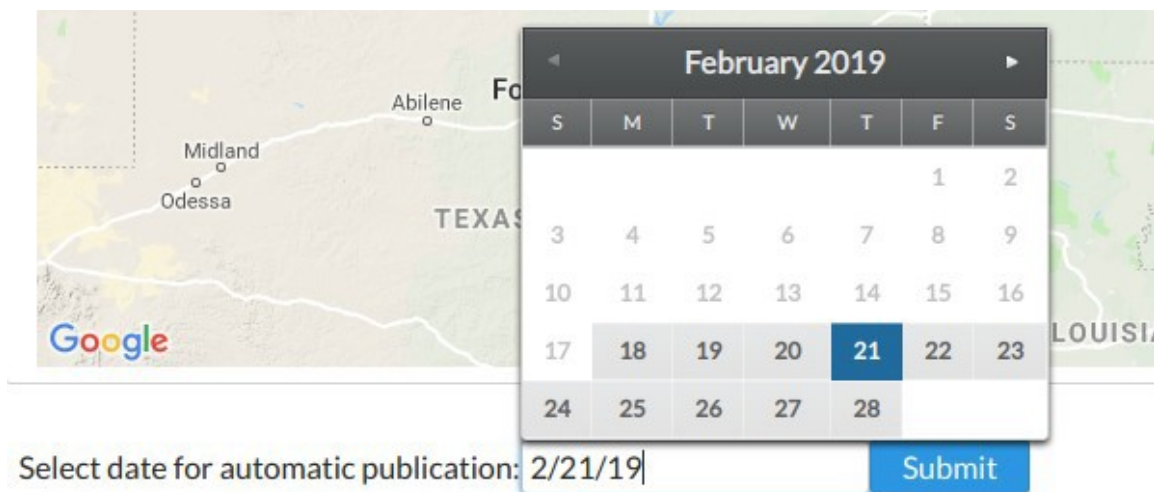 February 2019
Abilene
Fo
S M T W T F S
Midland
Odessa
TEXAS
1 2
3 4 5 6 7 8 9
10 11 12 13 14 15 16
Google
17 18 19 20 21 22 23
LOUISI
24 25 26 27 28
Select date for automatic publication: 2/21/19 Submit